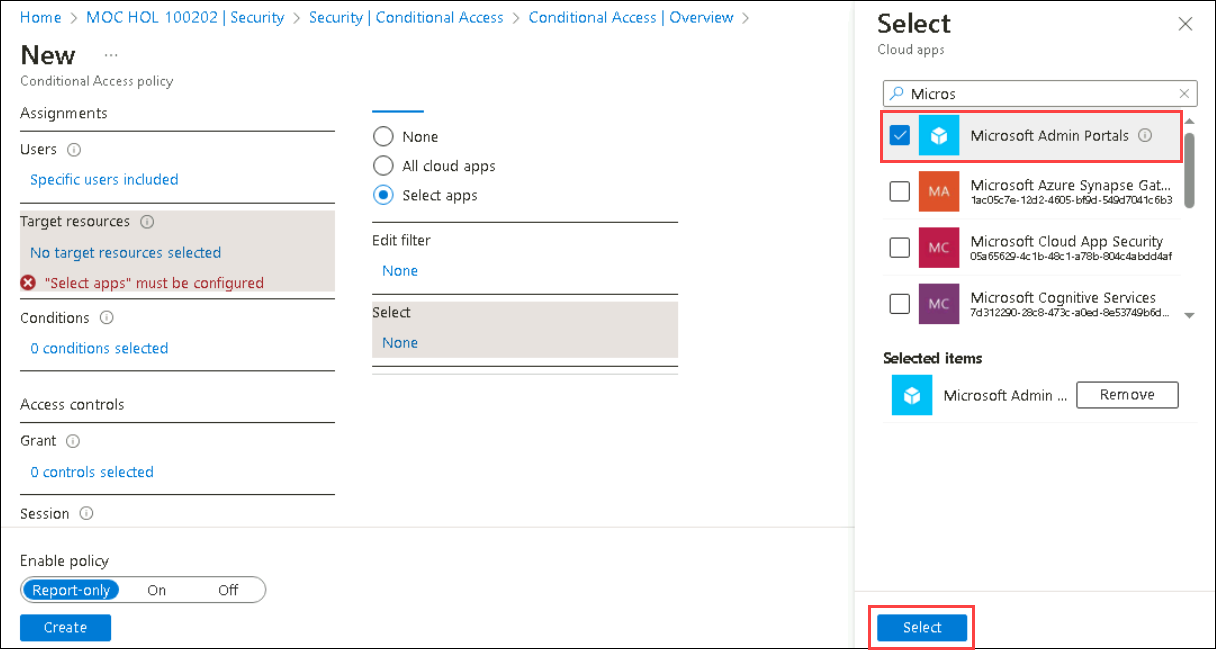 Home > MOC HOL 100202 | Security > Security | Conditional Access > Conditional Access | Overview >
New ...
Conditional Access policy
Assignments
Users
Specific users included
Target resources
No target resources selected
"Select apps" must be configured
Conditions
0 conditions selected
Access controls
Grant
0 controls selected
Session
Enable policy
Report-only On Off
Create
None
All cloud apps
Select apps
Edit filter
None
Select
None
Select
Cloud apps
Micros
Microsoft Admin Portals
MA
Microsoft Azure Synapse Gat...
1ac05c7e-12d2-4605-bf9d-549d7041c6b3
MC
Microsoft Cloud App Security
05a65629-4c1b-48c1-a78b-804c4abdd4af
MC
Microsoft Cognitive Services
7d312290-28c8-473c-a0ed-8e53749b6d...
Selected items
Microsoft Admin ...
Remove
Select